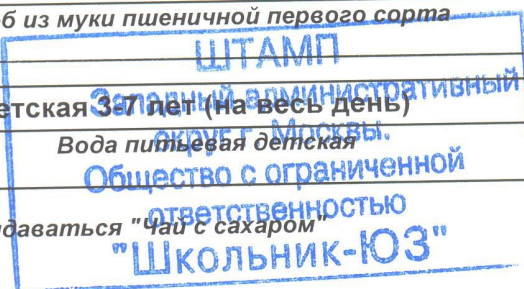 б из муки пшеничной первого сорта
ШТАМП
етская 3-7 лет (на весь день)
Западный административный
округ г. Москвы.
Вода питьевая детская
Общество с ограниченной
ответственностью
даваться "Чай с сахаром"
"Школьник-ЮЗ"